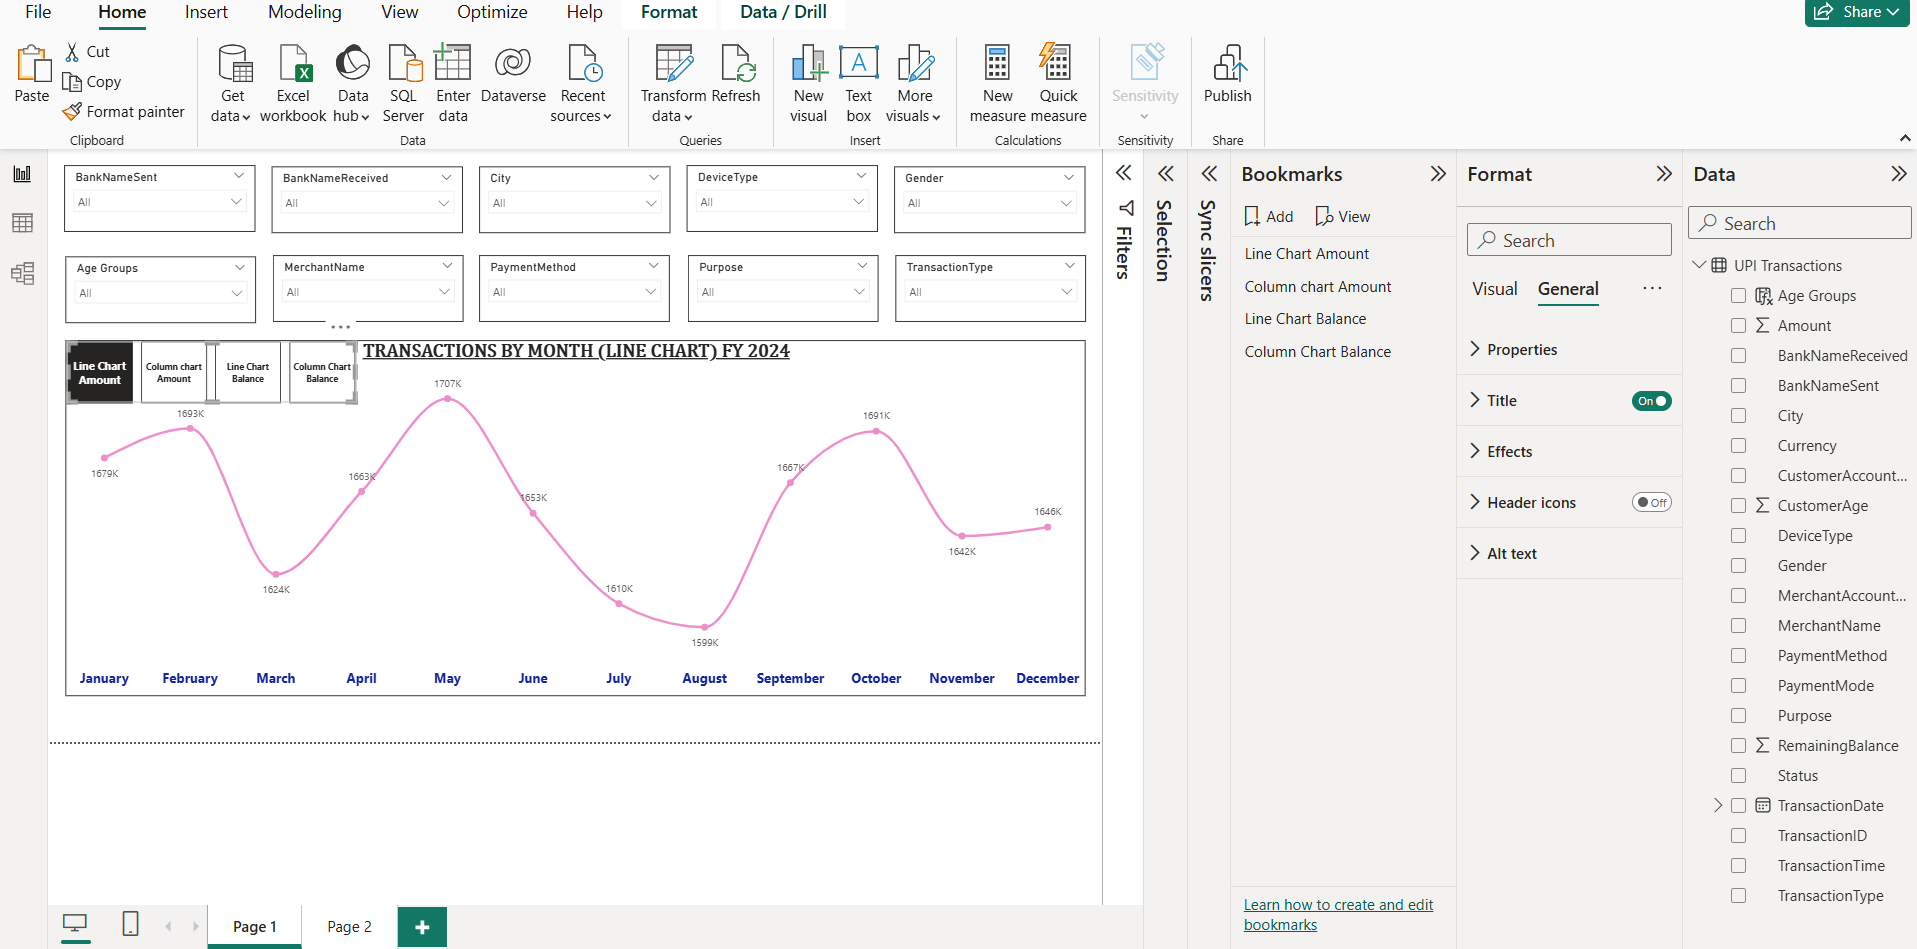 File Home Insert Modeling View Optimize Help Format Data / Drill Share
Paste
Cut
Copy
Format painter
Clipboard
Get data
Excel workbook
Data hub
SQL Server
Enter data
Dataverse
Recent sources
Data
Transform data
Refresh
Queries
New visual
Text box
More visuals
Insert
New measure
Quick measure
Calculations
Sensitivity
Sensitivity
Publish
Share
BankNameSent
All
BankNameReceived
All
City
All
DeviceType
All
Gender
All
Age Groups
All
MerchantName
All
PaymentMethod
All
Purpose
All
TransactionType
All
Line Chart
Amount
Column chart
Amount
Line Chart
Balance
Column Chart
Balance
TRANSACTIONS BY MONTH (LINE CHART) FY 2024
1679K
1693K
1624K
1663K
1707K
1653K
1610K
1599K
1667K
1691K
1642K
1646K
January February March April May June July August September October November December
Page 1
Page 2
Filters
Selection
Sync slicers
Bookmarks
Add View
Line Chart Amount
Column chart Amount
Line Chart Balance
Column Chart Balance
Learn how to create and edit
bookmarks
Format
Search
Visual General
Properties
Title On
Effects
Header icons Off
Alt text
Data
Search
UPI Transactions
Age Groups
Amount
BankNameReceived
BankNameSent
City
Currency
CustomerAccount...
CustomerAge
DeviceType
Gender
MerchantAccount...
MerchantName
PaymentMethod
PaymentMode
Purpose
RemainingBalance
Status
TransactionDate
TransactionID
TransactionTime
TransactionType